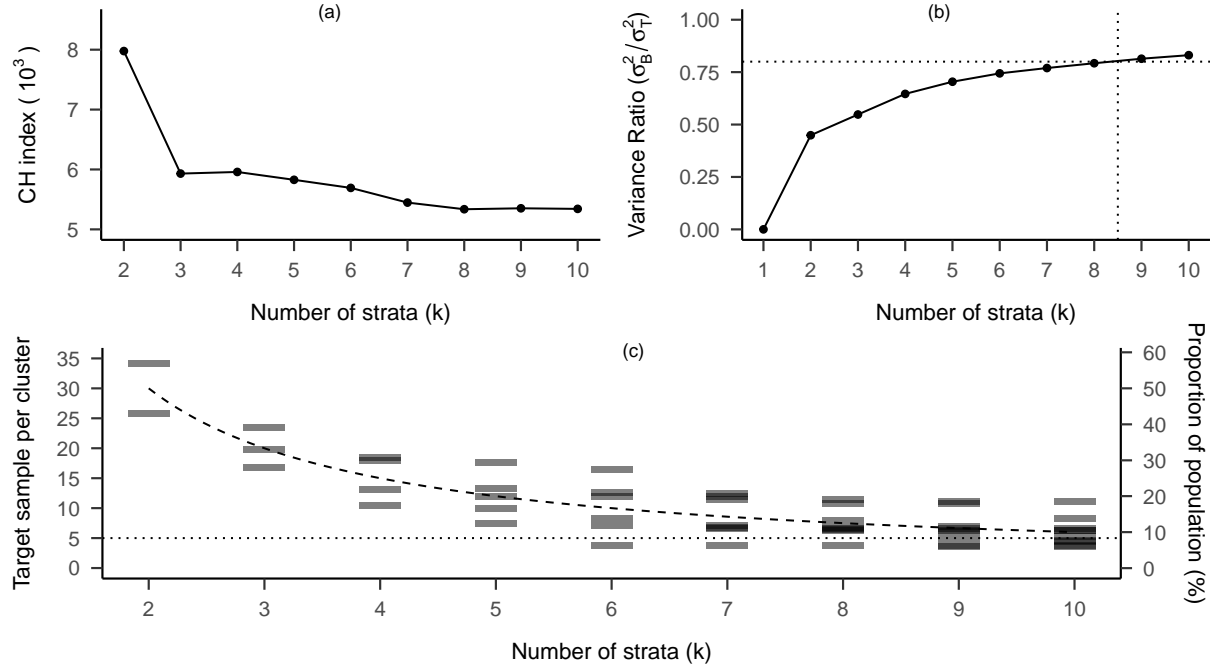 (a)
CH index ( 10³)
8
7
6
5
2 3 4 5 6 7 8 9 10
Number of strata (k)
(b)
Variance Ratio (σ²B/σ²T)
1.00
0.75
0.50
0.25
0.00
1 2 3 4 5 6 7 8 9 10
Number of strata (k)
(c)
Target sample per cluster
35
30
25
20
15
10
5
0
Proportion of population (%)
60
50
40
30
20
10
0
2 3 4 5 6 7 8 9 10
Number of strata (k)